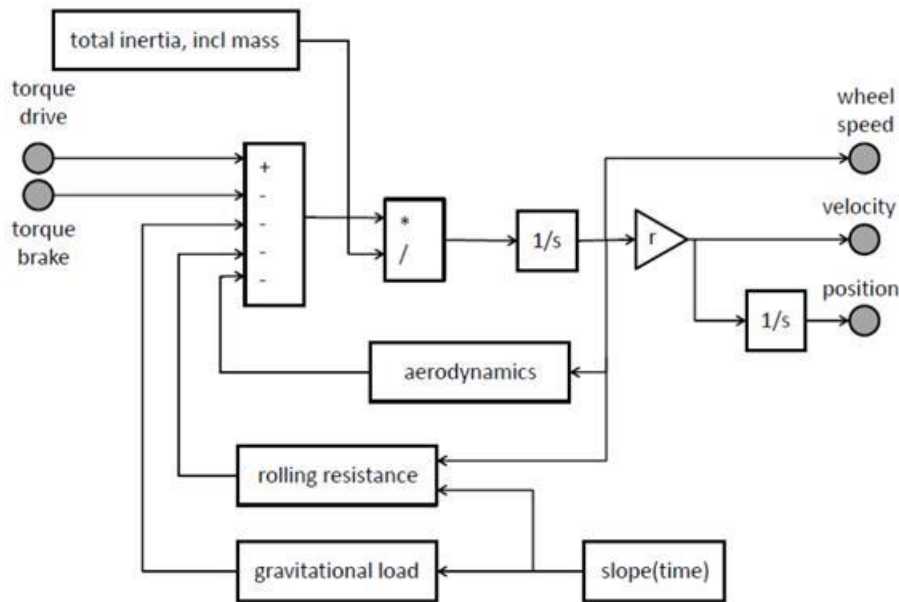 total inertia, incl mass
torque
drive
wheel
speed
+
-
-
-
-
torque
brake
*
/
1/s
r
velocity
position
1/s
aerodynamics
rolling resistance
gravitational load
slope(time)